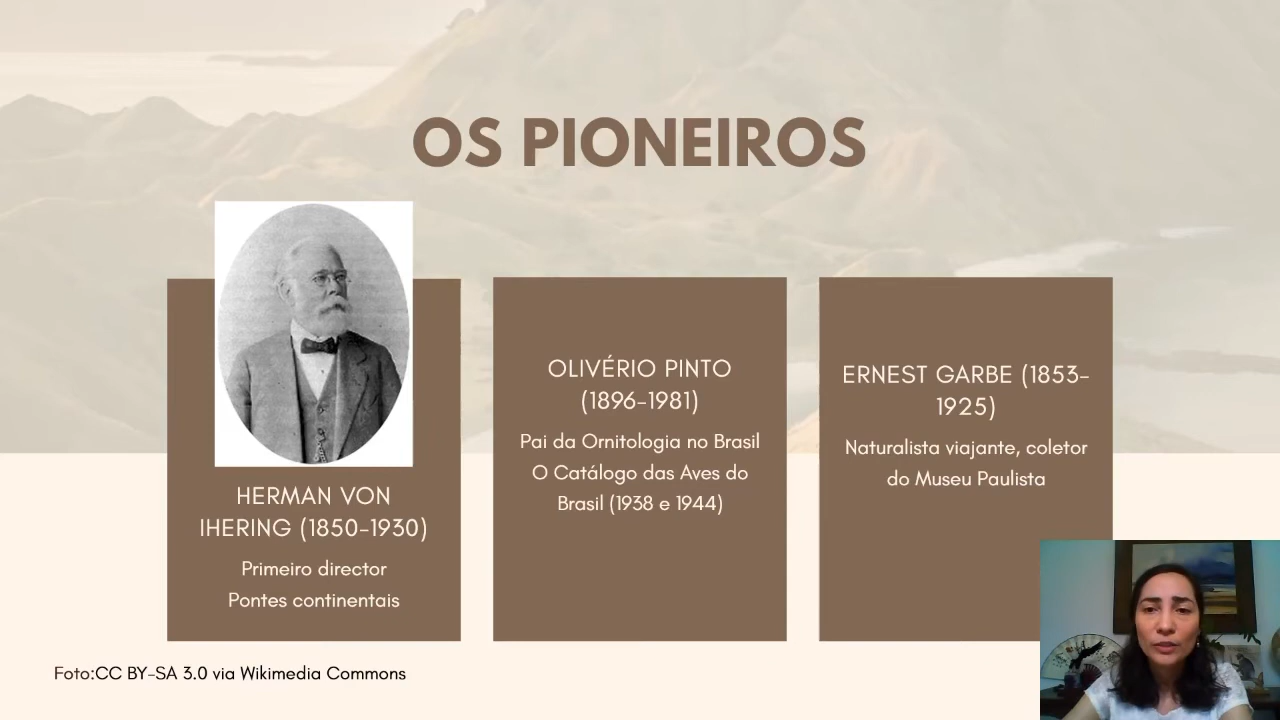 OS PIONEIROS
HERMAN VON
IHERING (1850-1930)
Primeiro director
Pontes continentais
OLIVÉRIO PINTO
(1896-1981)
Pai da Ornitologia no Brasil
O Catálogo das Aves do
Brasil (1938 e 1944)
ERNEST GARBE (1853-
1925)
Naturalista viajante, coletor
do Museu Paulista
Foto:CC BY-SA 3.0 via Wikimedia Commons